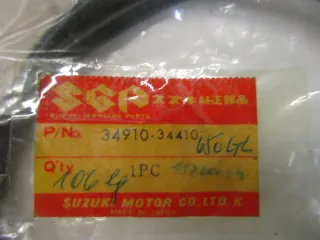 SGP スズキ純正部品
SUZUKI GENUINE PARTS
P/No. 34910-34410 650GL
Q'ty 1PC
SUZUKI MOTOR CO.,LTD.
MADE IN JAPAN